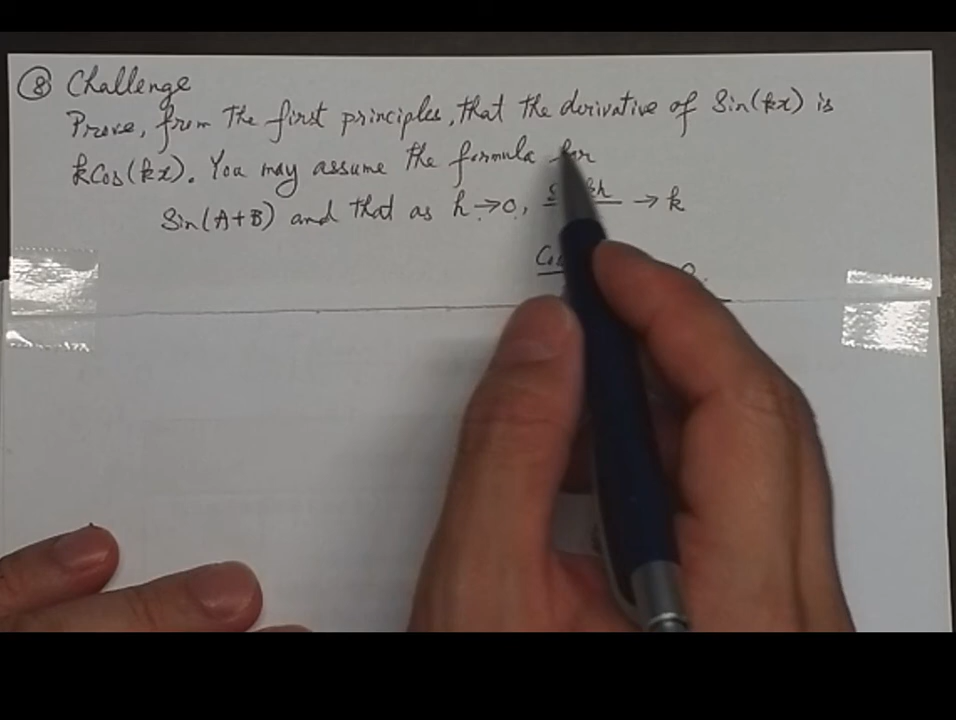 ⑧ Challenge
Prove, from the first principles, that the derivative of Sin(kx) is
kCos(kx). You may assume the formula for
Sin(A+B) and that as h → 0, → k